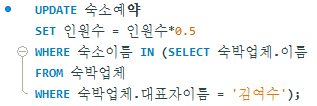 UPDATE 숙소예약
SET 인원수 = 인원수*0.5
WHERE 숙소이름 IN (SELECT 숙박업체.이름
FROM 숙박업체
WHERE 숙박업체.대표자이름 = '김여수');